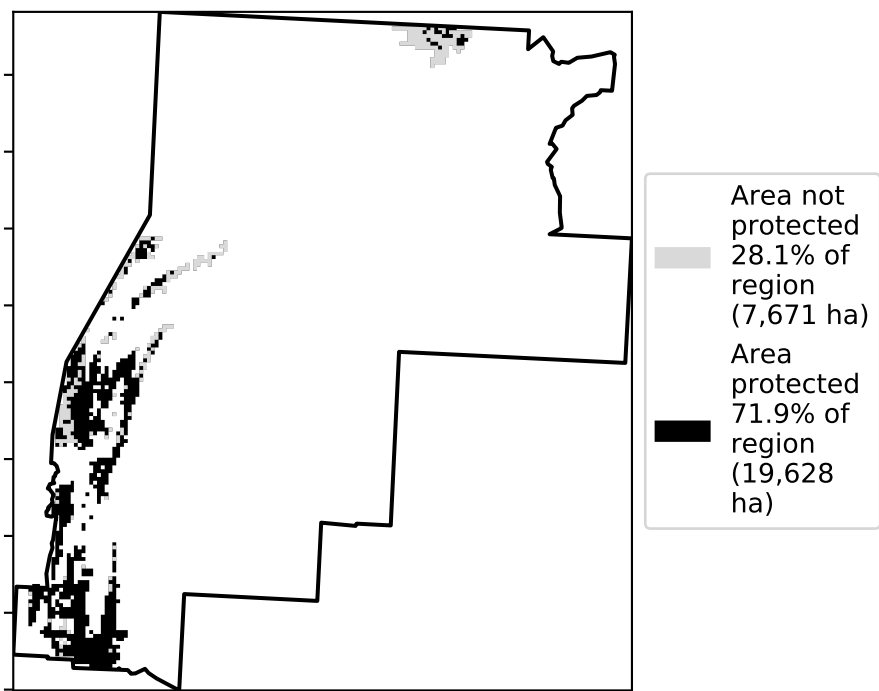 Area not
protected
28.1% of
region
(7,671 ha)
Area
protected
71.9% of
region
(19,628
ha)